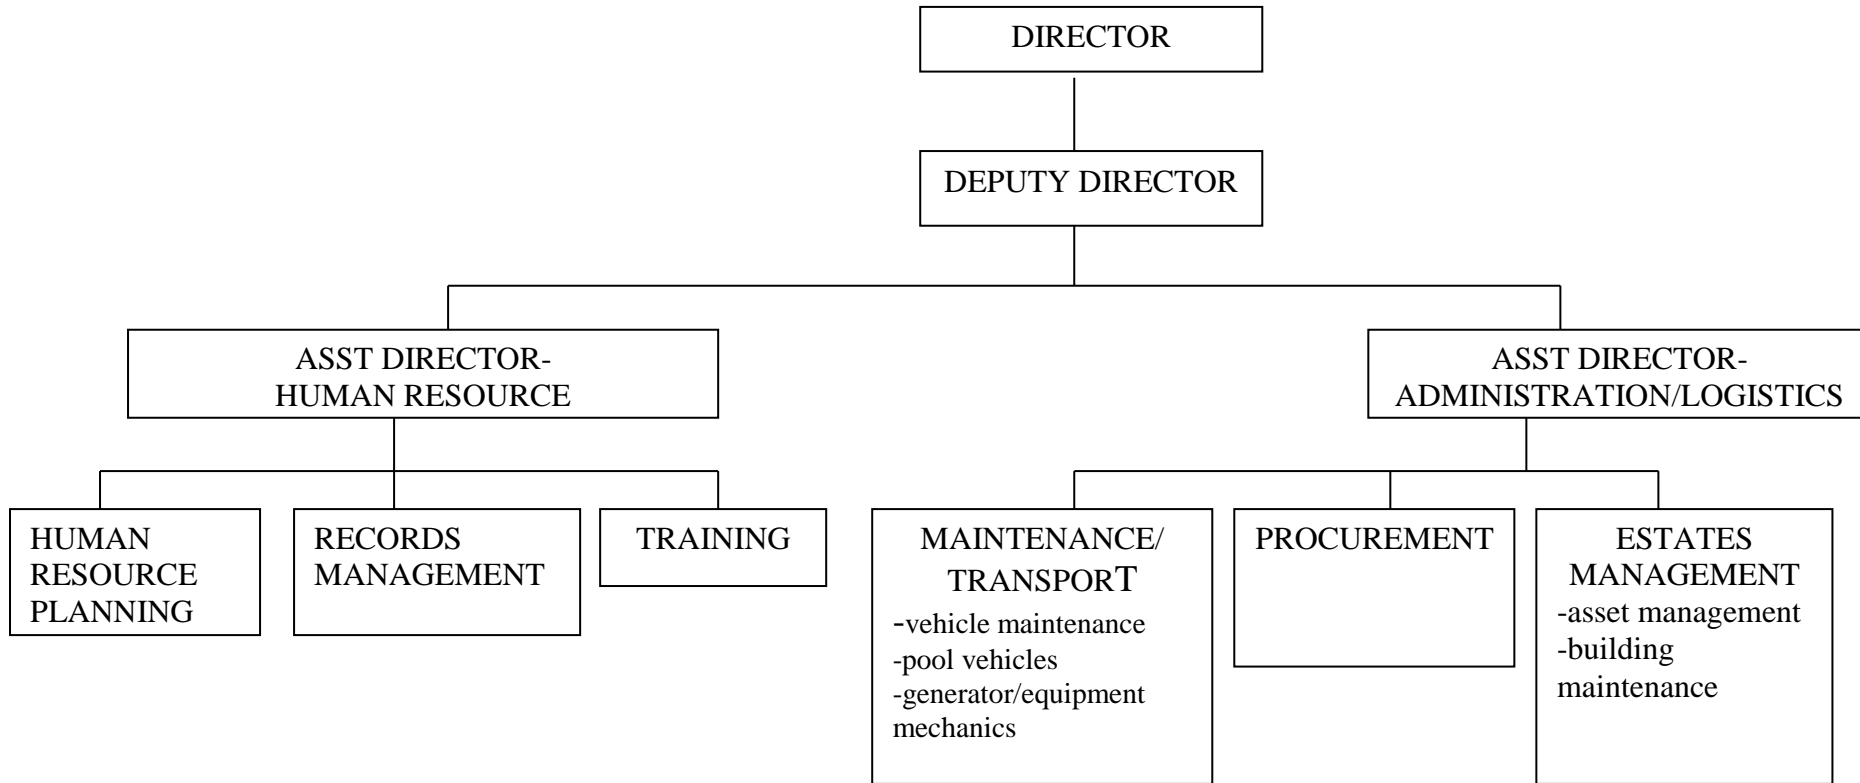 DIRECTOR
DEPUTY DIRECTOR
ASST DIRECTOR-
HUMAN RESOURCE
ASST DIRECTOR-
ADMINISTRATION/LOGISTICS
HUMAN
RESOURCE
PLANNING
RECORDS
MANAGEMENT
TRAINING
MAINTENANCE/
TRANSPORT
-vehicle maintenance
-pool vehicles
-generator/equipment
mechanics
PROCUREMENT
ESTATES
MANAGEMENT
-asset management
-building
maintenance